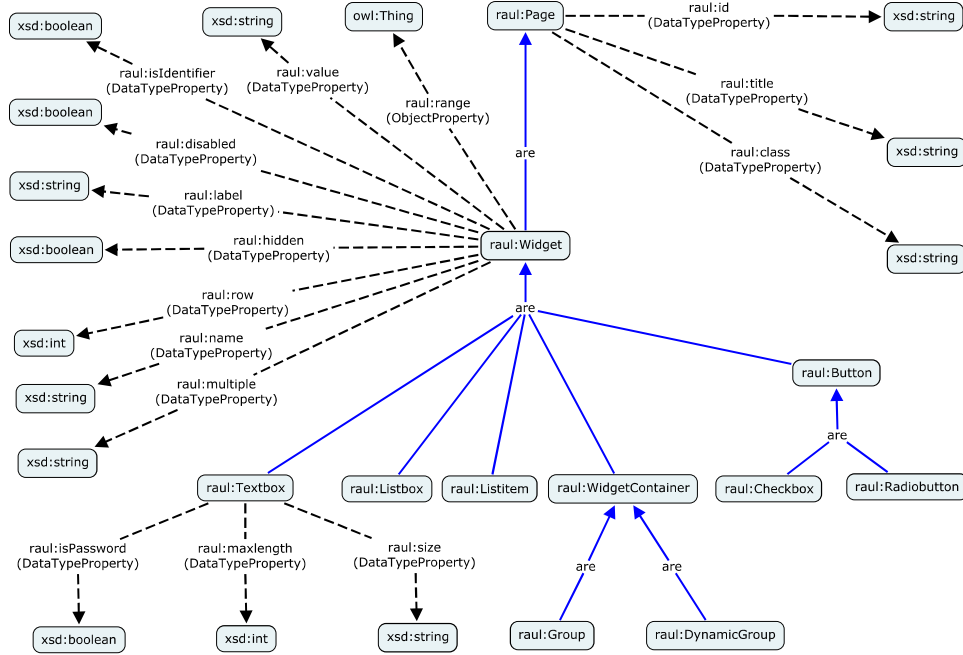 xsd:boolean
xsd:string
owl:Thing
raul:Page
raul:id
(DataTypeProperty)
xsd:string
raul:isIdentifier
(DataTypeProperty)
raul:value
(DataTypeProperty)
raul:range
(ObjectProperty)
raul:title
(DataTypeProperty)
xsd:boolean
raul:disabled
(DataTypeProperty)
are
raul:class
(DataTypeProperty)
xsd:string
xsd:string
raul:label
(DataTypeProperty)
xsd:boolean
raul:hidden
(DataTypeProperty)
raul:Widget
xsd:string
raul:row
(DataTypeProperty)
are
xsd:int
raul:name
(DataTypeProperty)
raul:Button
xsd:string
raul:multiple
(DataTypeProperty)
are
xsd:string
raul:Textbox
raul:Listbox
raul:Listitem
raul:WidgetContainer
raul:Checkbox
raul:Radiobutton
raul:isPassword
(DataTypeProperty)
raul:maxlength
(DataTypeProperty)
raul:size
(DataTypeProperty)
are
are
xsd:boolean
xsd:int
xsd:string
raul:Group
raul:DynamicGroup